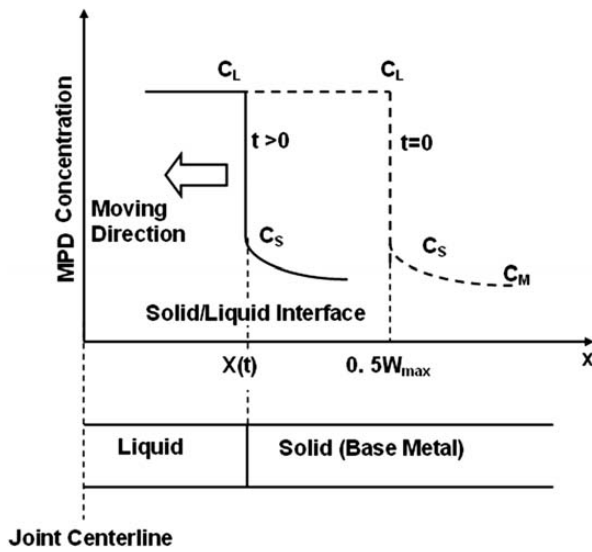 C_L C_L
t >0 t=0
MPD Concentration
Moving
Direction
C_S C_S
C_M
Solid/Liquid Interface
X(t) 0. 5W_max X
Liquid Solid (Base Metal)
Joint Centerline